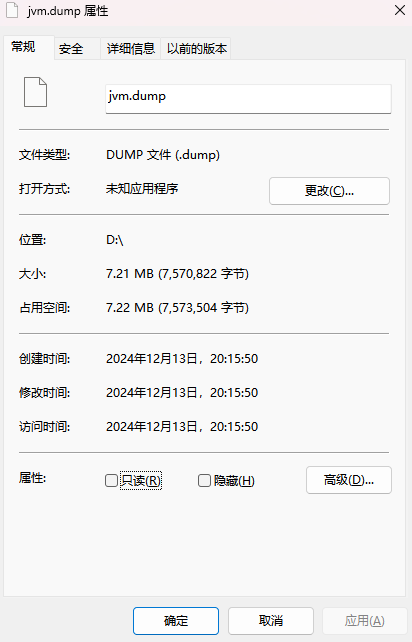 jvm.dump 属性
常规 安全 详细信息 以前的版本
jvm.dump
文件类型: DUMP 文件 (.dump)
打开方式: 未知应用程序 更改(C)...
位置: D:\
大小: 7.21 MB (7,570,822 字节)
占用空间: 7.22 MB (7,573,504 字节)
创建时间: 2024年12月13日，20:15:50
修改时间: 2024年12月13日，20:15:50
访问时间: 2024年12月13日，20:15:50
属性: 只读(R) 隐藏(H) 高级(D)...
确定 取消 应用(A)